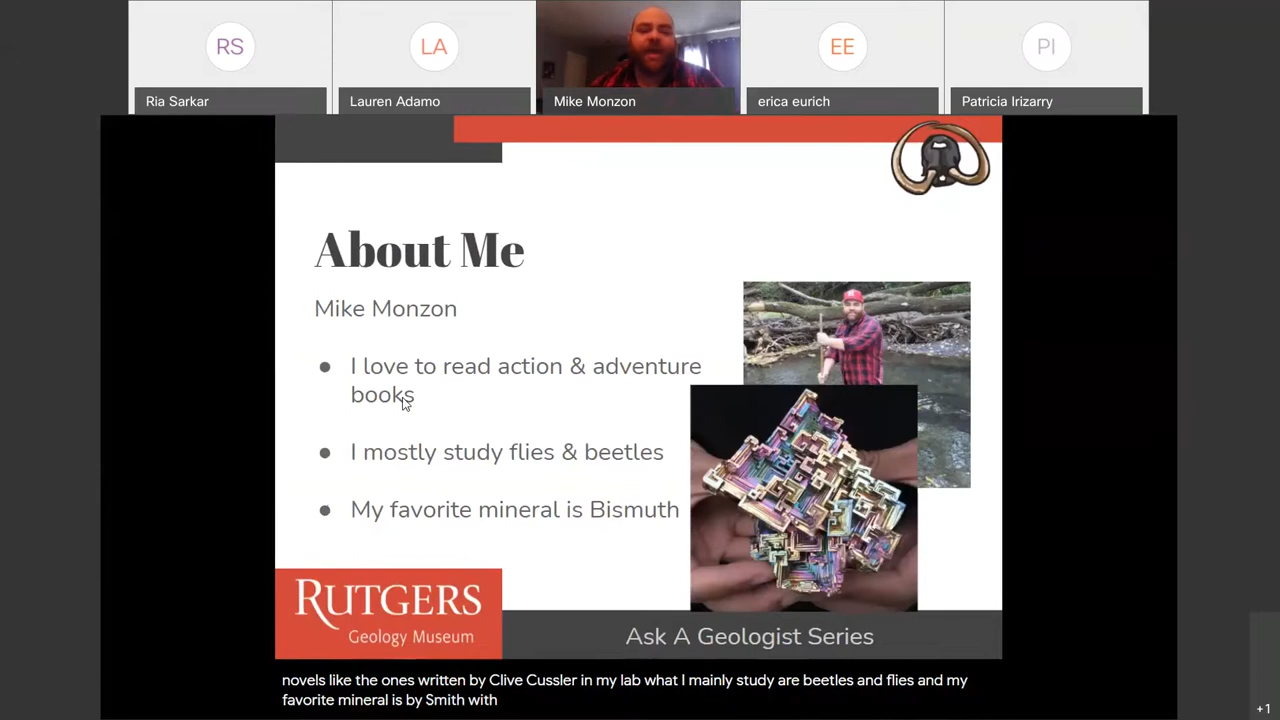 RS
LA
EE
PI
Ria Sarkar
Lauren Adamo
Mike Monzon
erica eurich
Patricia Irizarry
About Me
Mike Monzon
● I love to read action & adventure
books
● I mostly study flies & beetles
● My favorite mineral is Bismuth
RUTGERS
Geology Museum
Ask A Geologist Series
novels like the ones written by Clive Cussler in my lab what I mainly study are beetles and flies and my
favorite mineral is by Smith with
+1